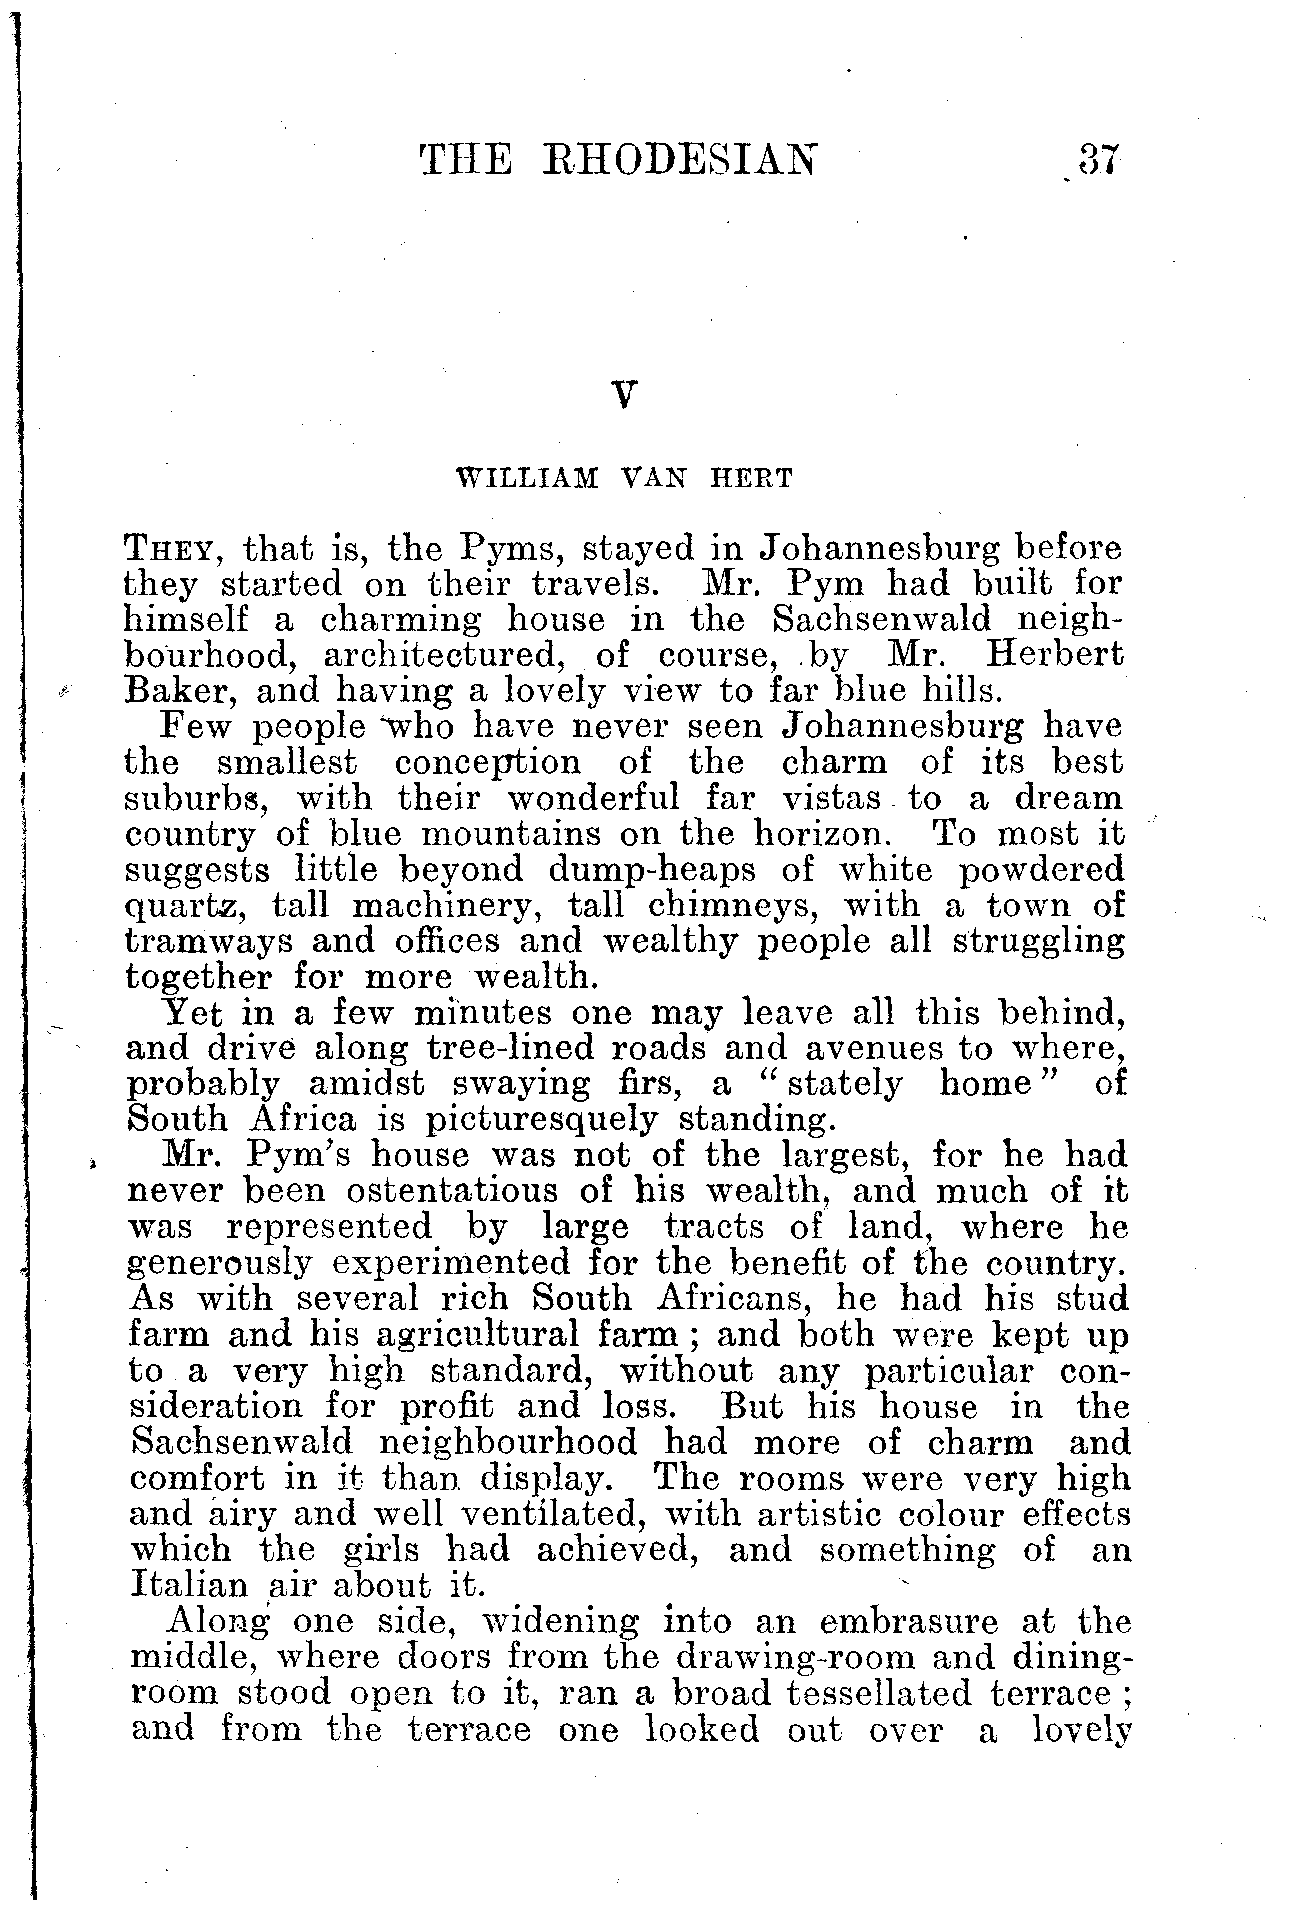 THE RHODESIAN 37
V
WILLIAM VAN HERT
THEY, that is, the Pyms, stayed in Johannesburg before
they started on their travels. Mr. Pym had built for
himself a charming house in the Sachsenwald neigh-
bourhood, architectured, of course, by Mr. Herbert
Baker, and having a lovely view to far blue hills.
Few people who have never seen Johannesburg have
the smallest conception of the charm of its best
suburbs, with their wonderful far vistas to a dream
country of blue mountains on the horizon. To most it
suggests little beyond dump-heaps of white powdered
quartz, tall machinery, tall chimneys, with a town of
tramways and offices and wealthy people all struggling
together for more wealth.
Yet in a few minutes one may leave all this behind,
and drive along tree-lined roads and avenues to where,
probably amidst swaying firs, a “stately home” of
South Africa is picturesquely standing.
Mr. Pym's house was not of the largest, for he had
never been ostentatious of his wealth, and much of it
was represented by large tracts of land, where he
generously experimented for the benefit of the country.
As with several rich South Africans, he had his stud
farm and his agricultural farm; and both were kept up
to a very high standard, without any particular con-
sideration for profit and loss. But his house in the
Sachsenwald neighbourhood had more of charm and
comfort in it than display. The rooms were very high
and airy and well ventilated, with artistic colour effects
which the girls had achieved, and something of an
Italian air about it.
Along one side, widening into an embrasure at the
middle, where doors from the drawing-room and dining-
room stood open to it, ran a broad tessellated terrace;
and from the terrace one looked out over a lovely